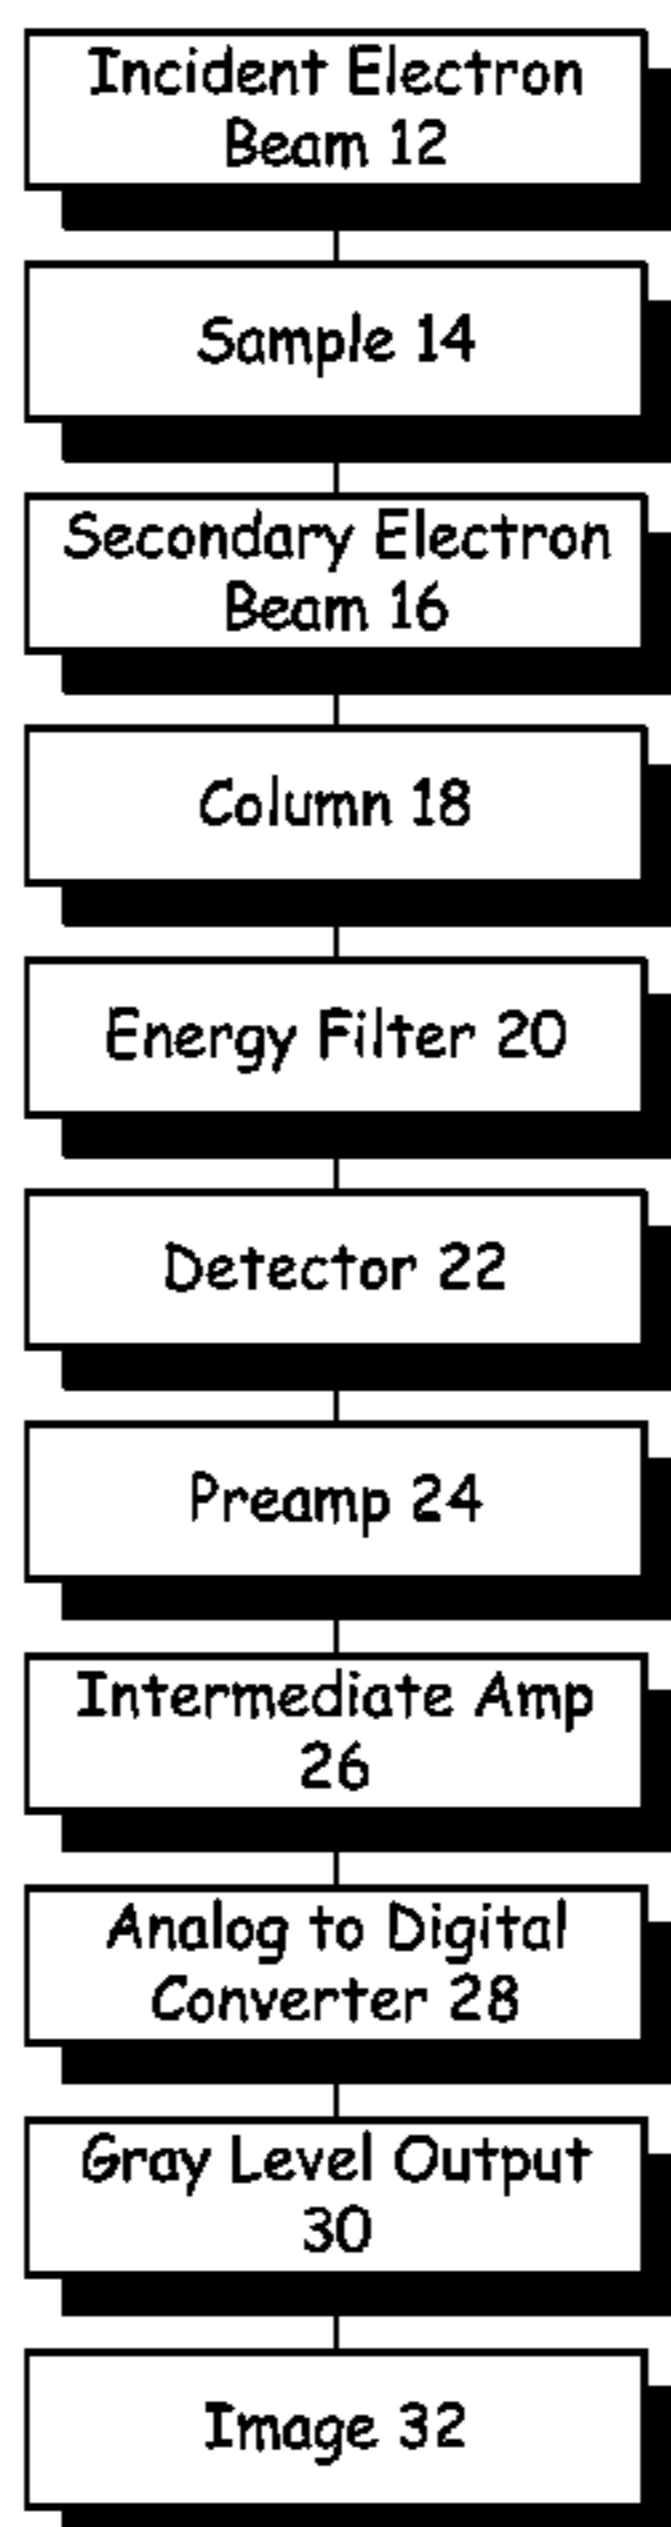 Incident Electron
Beam 12
Sample 14
Secondary Electron
Beam 16
Column 18
Energy Filter 20
Detector 22
Preamp 24
Intermediate Amp
26
Analog to Digital
Converter 28
Gray Level Output
30
Image 32